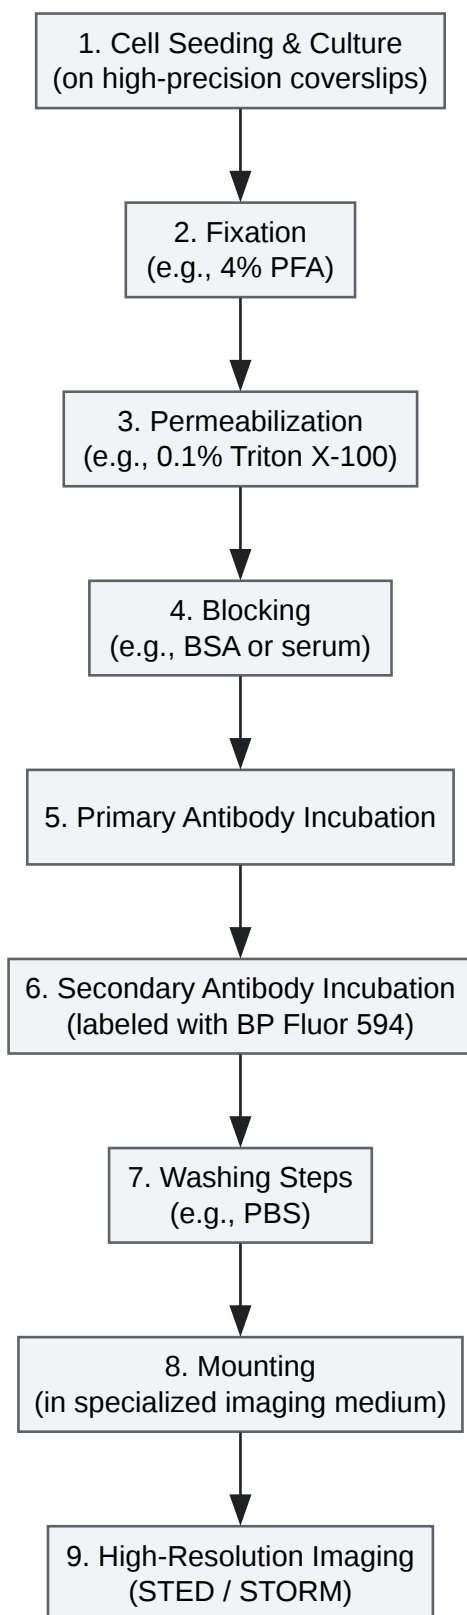 1. Cell Seeding & Culture
(on high-precision coverslips)
2. Fixation
(e.g., 4% PFA)
3. Permeabilization
(e.g., 0.1% Triton X-100)
4. Blocking
(e.g., BSA or serum)
5. Primary Antibody Incubation
6. Secondary Antibody Incubation
(labeled with BP Fluor 594)
7. Washing Steps
(e.g., PBS)
8. Mounting
(in specialized imaging medium)
9. High-Resolution Imaging
(STED / STORM)